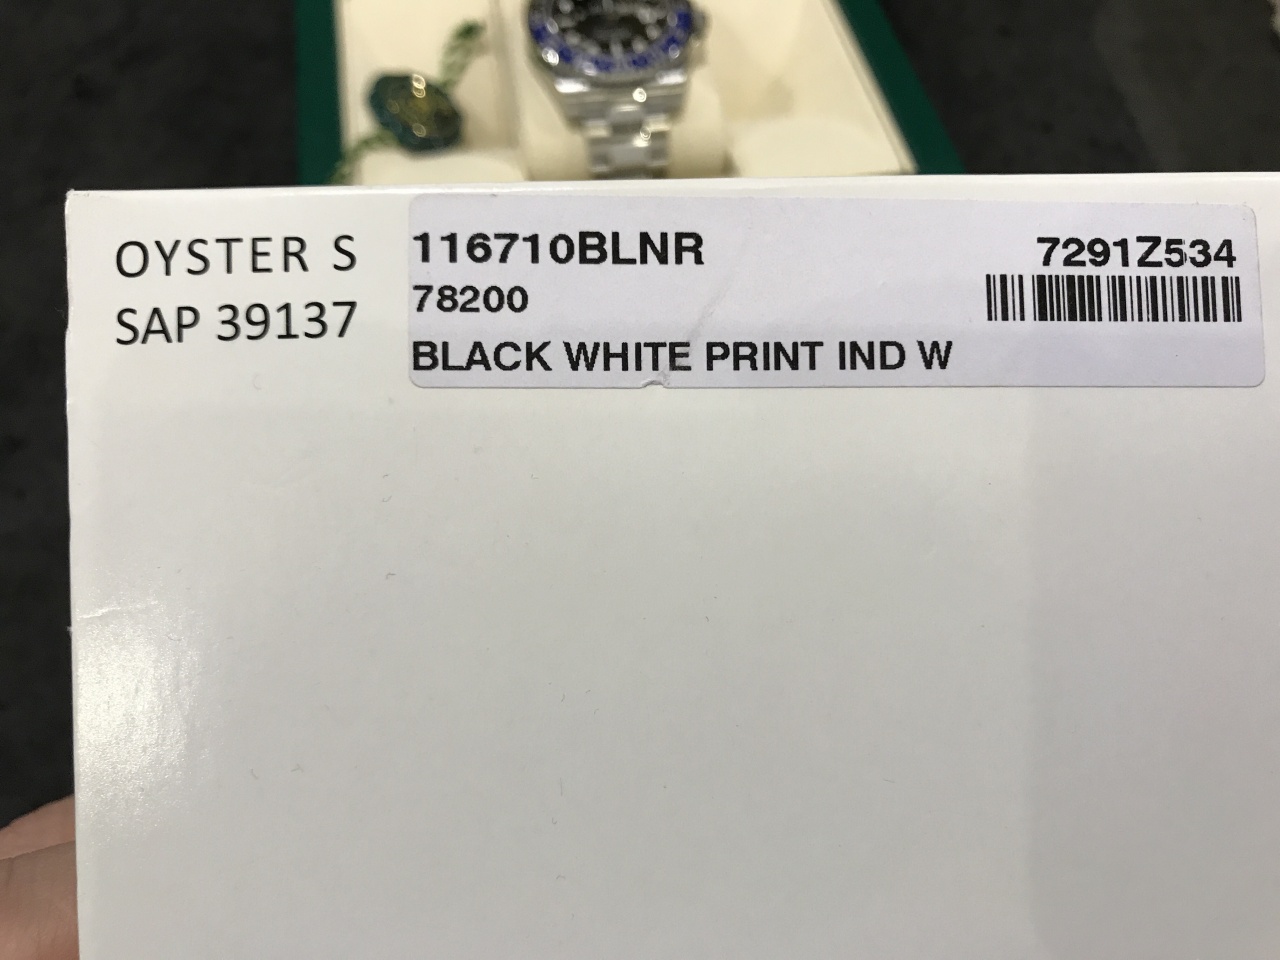 OYSTER S
SAP 39137
116710BLNR
7291Z534
78200
BLACK WHITE PRINT IND W